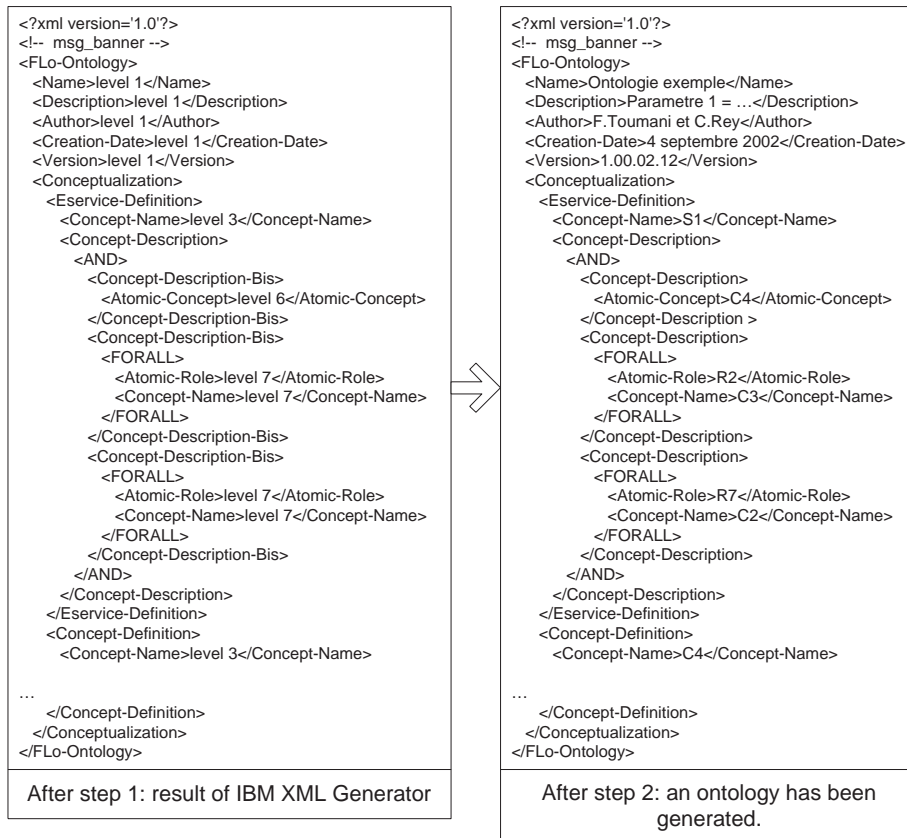 <?xml version='1.0'?>
<!-- msg_banner -->
<FLo-Ontology>
<Name>level 1</Name>
<Description>level 1</Description>
<Author>level 1</Author>
<Creation-Date>level 1</Creation-Date>
<Version>level 1</Version>
<Conceptualization>
<Eservice-Definition>
<Concept-Name>level 3</Concept-Name>
<Concept-Description>
<AND>
<Concept-Description-Bis>
<Atomic-Concept>level 6</Atomic-Concept>
</Concept-Description-Bis>
<Concept-Description-Bis>
<FORALL>
<Atomic-Role>level 7</Atomic-Role>
<Concept-Name>level 7</Concept-Name>
</FORALL>
</Concept-Description-Bis>
<Concept-Description-Bis>
<FORALL>
<Atomic-Role>level 7</Atomic-Role>
<Concept-Name>level 7</Concept-Name>
</FORALL>
</Concept-Description-Bis>
</AND>
</Concept-Description>
</Eservice-Definition>
<Concept-Definition>
<Concept-Name>level 3</Concept-Name>
…
</Concept-Definition>
</Conceptualization>
</FLo-Ontology>
After step 1: result of IBM XML Generator
<?xml version='1.0'?>
<!-- msg_banner -->
<FLo-Ontology>
<Name>Ontologie exemple</Name>
<Description>Parametre 1 = …</Description>
<Author>F.Toumani et C.Rey</Author>
<Creation-Date>4 septembre 2002</Creation-Date>
<Version>1.00.02.12</Version>
<Conceptualization>
<Eservice-Definition>
<Concept-Name>S1</Concept-Name>
<Concept-Description>
<AND>
<Concept-Description>
<Atomic-Concept>C4</Atomic-Concept>
</Concept-Description >
<Concept-Description>
<FORALL>
<Atomic-Role>R2</Atomic-Role>
<Concept-Name>C3</Concept-Name>
</FORALL>
</Concept-Description>
<Concept-Description>
<FORALL>
<Atomic-Role>R7</Atomic-Role>
<Concept-Name>C2</Concept-Name>
</FORALL>
</Concept-Description>
</AND>
</Concept-Description>
</Eservice-Definition>
<Concept-Definition>
<Concept-Name>C4</Concept-Name>
…
</Concept-Definition>
</Conceptualization>
</FLo-Ontology>
After step 2: an ontology has been
generated.